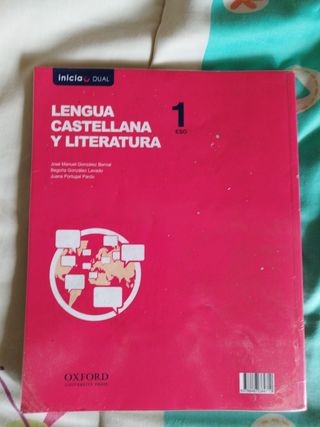 inicia DUAL
LENGUA
CASTELLANA
Y LITERATURA
1
ESO
José Manuel González Bernal
Begoña González Lavado
Juana Portugal Pardo
OXFORD
UNIVERSITY PRESS